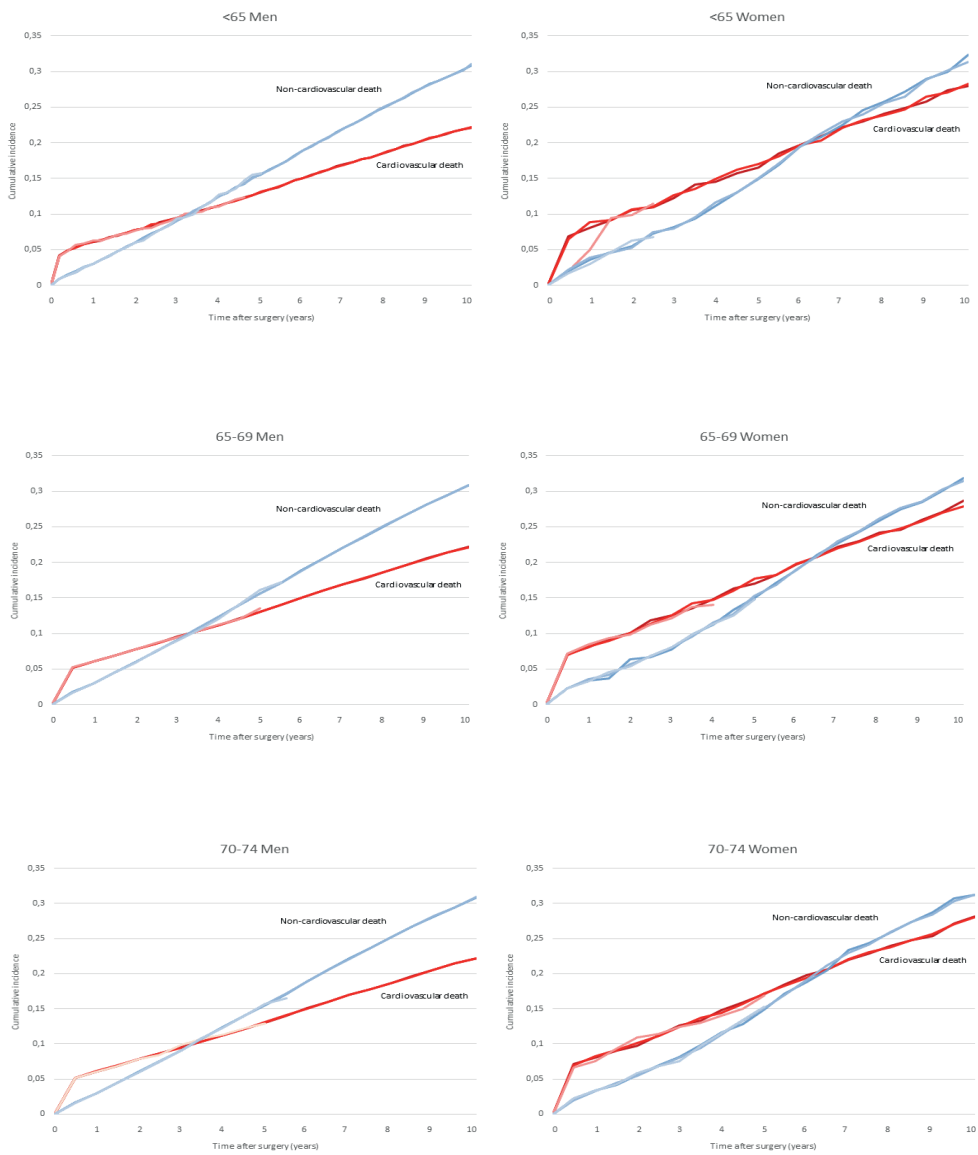 <65 Men
Cumulative incidence
0,35
0,3
0,25
0,2
0,15
0,1
0,05
0
Non-cardiovascular death
Cardiovascular death
0 1 2 3 4 5 6 7 8 9 10
Time after surgery (years)
<65 Women
Cumulative incidence
0,35
0,3
0,25
0,2
0,15
0,1
0,05
0
Non-cardiovascular death
Cardiovascular death
0 1 2 3 4 5 6 7 8 9 10
Time after surgery (years)
65-69 Men
Cumulative incidence
0,35
0,3
0,25
0,2
0,15
0,1
0,05
0
Non-cardiovascular death
Cardiovascular death
0 1 2 3 4 5 6 7 8 9 10
Time after surgery (years)
65-69 Women
Cumulative incidence
0,35
0,3
0,25
0,2
0,15
0,1
0,05
0
Non-cardiovascular death
Cardiovascular death
0 1 2 3 4 5 6 7 8 9 10
Time after surgery (years)
70-74 Men
Cumulative incidence
0,35
0,3
0,25
0,2
0,15
0,1
0,05
0
Non-cardiovascular death
Cardiovascular death
0 1 2 3 4 5 6 7 8 9 10
Time after surgery (years)
70-74 Women
Cumulative incidence
0,35
0,3
0,25
0,2
0,15
0,1
0,05
0
Non-cardiovascular death
Cardiovascular death
0 1 2 3 4 5 6 7 8 9 10
Time after surgery (years)